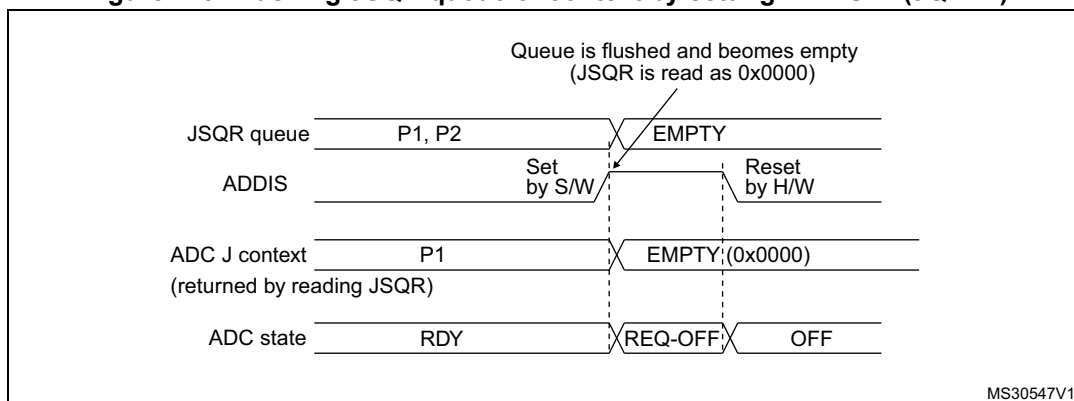 Queue is flushed and beomes empty
(JSQR is read as 0x0000)
JSQR queue P1, P2 EMPTY
Set Reset
ADDIS by S/W by H/W
ADC J context P1 EMPTY (0x0000)
(returned by reading JSQR)
ADC state RDY REQ-OFF OFF
MS30547V1